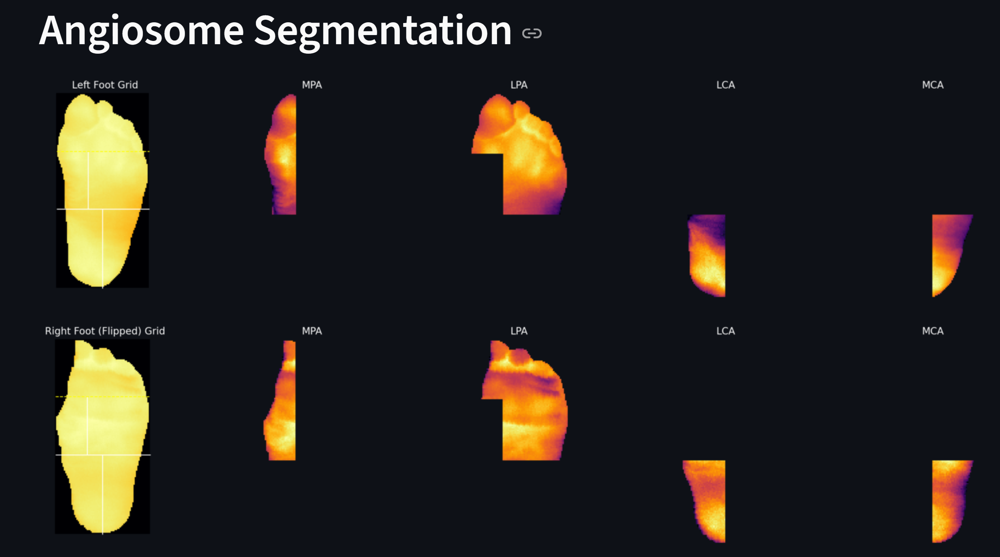 Angiosome Segmentation
Left Foot Grid
MPA
LPA
LCA
MCA
Right Foot (Flipped) Grid
MPA
LPA
LCA
MCA